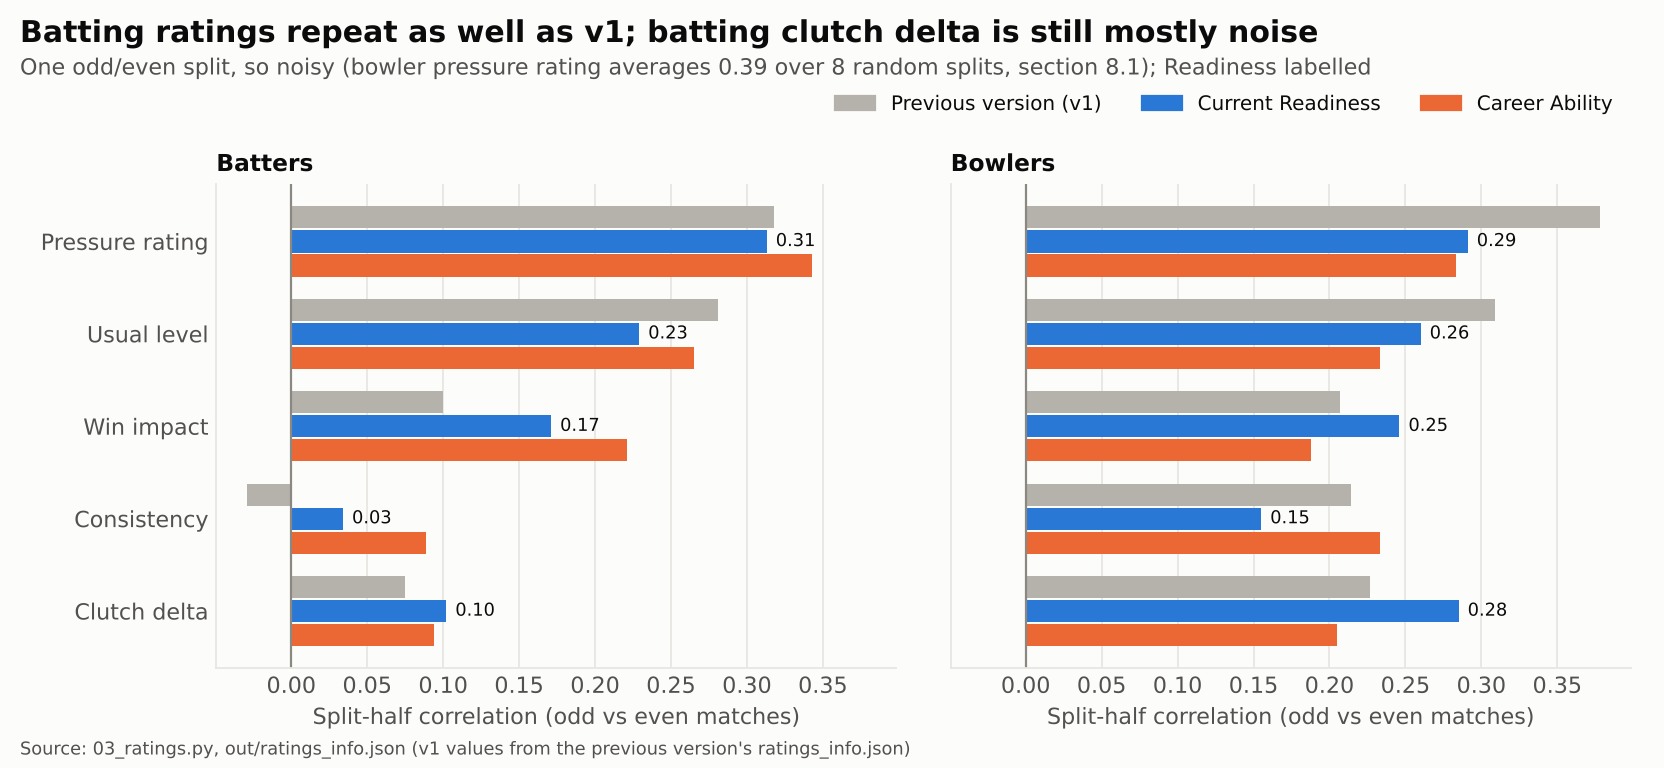 Batting ratings repeat as well as v1; batting clutch delta is still mostly noise
One odd/even split, so noisy (bowler pressure rating averages 0.39 over 8 random splits, section 8.1); Readiness labelled
Previous version (v1) Current Readiness Career Ability
Batters
Pressure rating 0.31
Usual level 0.23
Win impact 0.17
Consistency 0.03
Clutch delta 0.10
0.00 0.05 0.10 0.15 0.20 0.25 0.30 0.35
Split-half correlation (odd vs even matches)
Bowlers
0.29
0.26
0.25
0.15
0.28
0.00 0.05 0.10 0.15 0.20 0.25 0.30 0.35
Split-half correlation (odd vs even matches)
Source: 03_ratings.py, out/ratings_info.json (v1 values from the previous version's ratings_info.json)